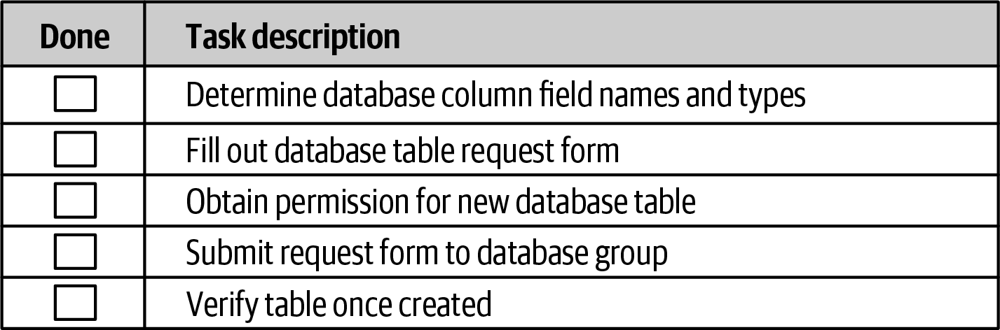 Done Task description
Determine database column field names and types
Fill out database table request form
Obtain permission for new database table
Submit request form to database group
Verify table once created